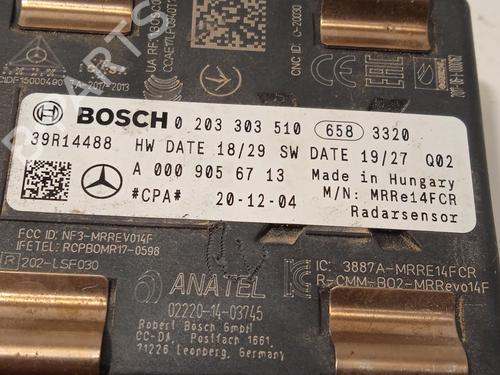 BOSCH 0 203 303 510 658 3320
39R14488 HW DATE 18/29 SW DATE 19/27 Q02
A 000 905 67 13 Made in Hungary
#CPA# 20-12-04 M/N: MRRe14FCR
Radarsensor
FCC ID: NF3-MRREVO14F
IFETEL: RCPBOMR17-0598
R 202-LSF030
ANATEL
02220-14-03745
IC: 3887A-MRRE14FCR
R-CMM-BO2-MRRevo14F
Robert Bosch GmbH
CC-DA, Postfach 1661,
71226 Leonberg, Germany